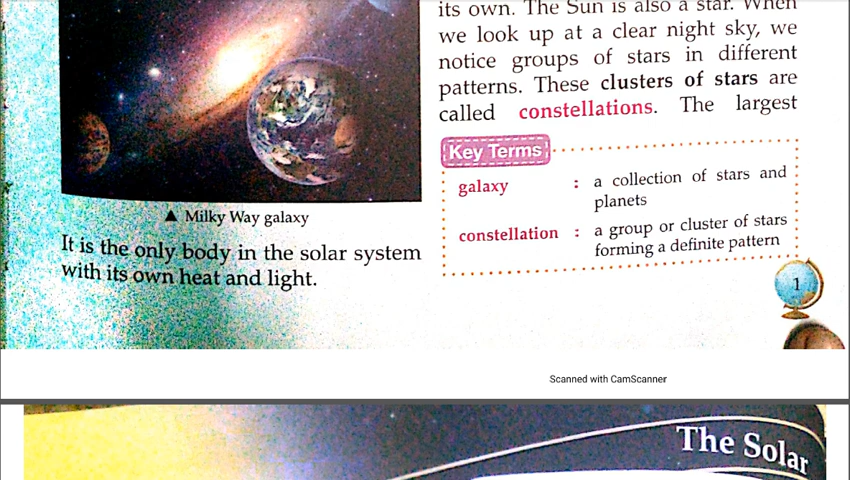 ▲ Milky Way galaxy
It is the only body in the solar system
with its own heat and light.
its own. The Sun is also a star. When
we look up at a clear night sky, we
notice groups of stars in different
patterns. These clusters of stars are
called constellations. The largest
Key Terms
galaxy : a collection of stars and
planets
constellation : a group or cluster of stars
forming a definite pattern
1
Scanned with CamScanner
The Solar